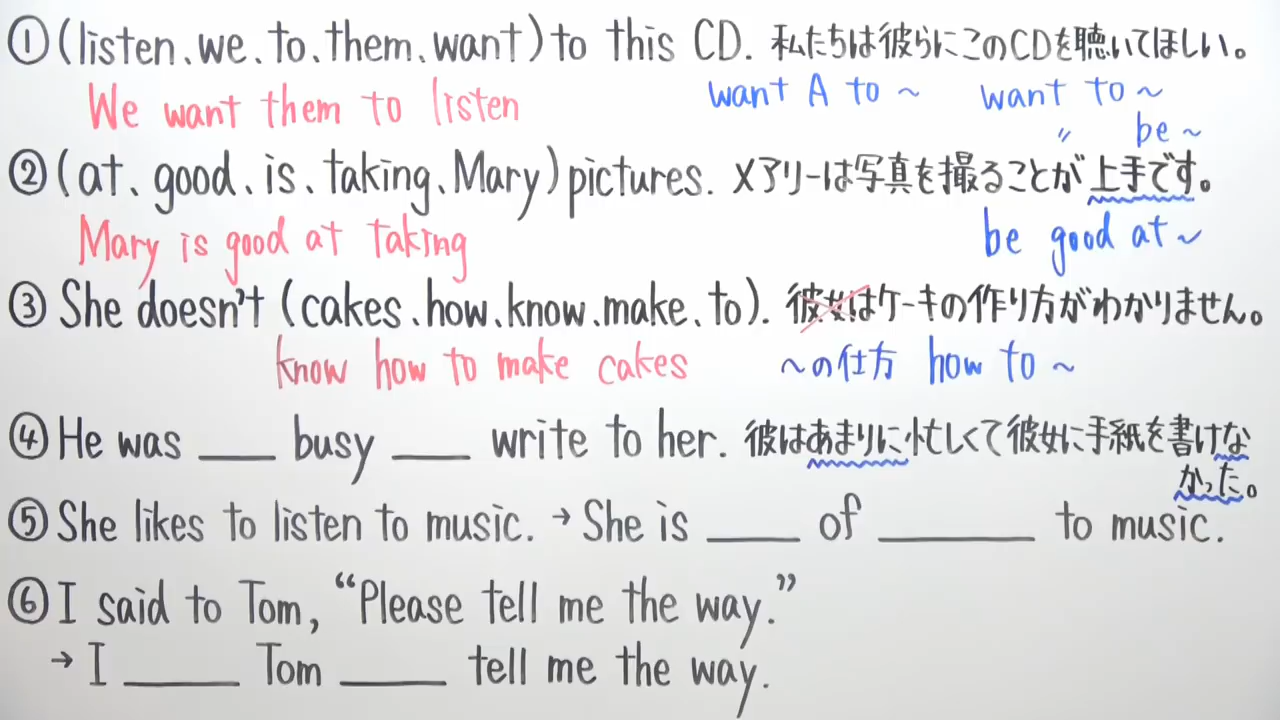 ①(listen、we、to、them、want)to this CD. 私たちは彼らにこのCDを聴いてほしい。
We want them to listen want A to ～ want to ～
〃 be ～
②(at、good、is、taking、Mary)pictures. メアリーは写真を撮ることが上手です。
Mary is good at taking be good at ～
③ She doesn't (cakes、how、know、make、to). 彼女はケーキの作り方がわかりません。
know how to make cakes ～の仕方 how to ～
④ He was ___ busy ___ write to her. 彼はあまりに忙しくて彼女に手紙を書けな
かった。
⑤ She likes to listen to music. → She is ___ of ___ to music.
⑥ I said to Tom, “Please tell me the way.”
→ I ___ Tom ___ tell me the way.